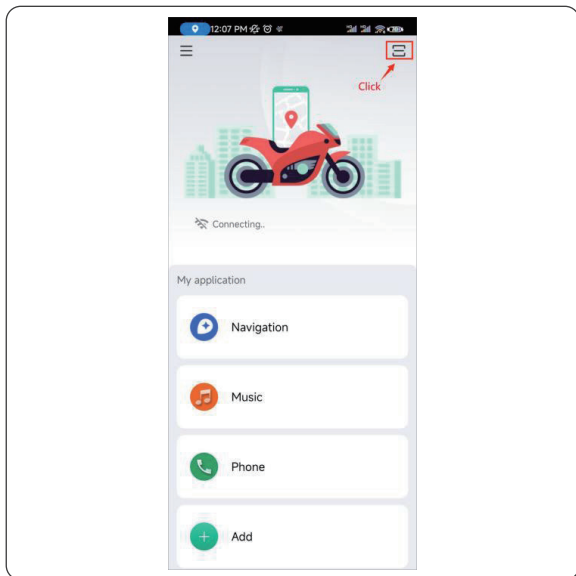 12:07 PM
Click
Connecting..
My application
Navigation
Music
Phone
Add